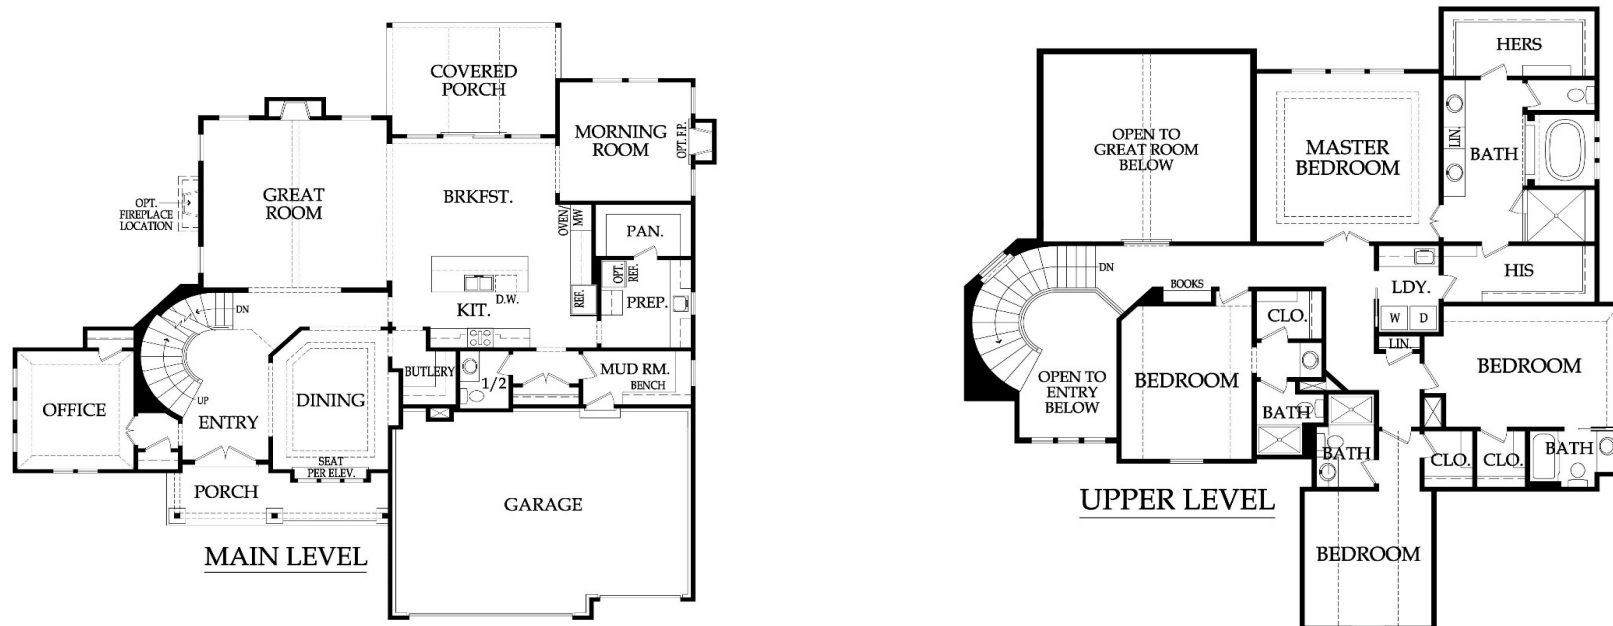 COVERED
PORCH
MORNING
ROOM
OPT. F.P.
GREAT
ROOM
BRKFST.
OPT.
FIREPLACE
LOCATION
OVEN/
MW
PAN.
OPT.
REF.
PREP.
REF.
D.W.
KIT.
DN
UP
OFFICE
ENTRY
DINING
BUTLERY
1/2
MUD RM.
BENCH
SEAT
PER ELEV.
PORCH
GARAGE
MAIN LEVEL
HERS
OPEN TO
GREAT ROOM
BELOW
MASTER
BEDROOM
LIN.
BATH
HIS
DN
BOOKS
LDY.
W
D
CLO.
LIN.
BEDROOM
BEDROOM
OPEN TO
ENTRY
BELOW
BATH
BATH
CLO.
CLO.
BATH
UPPER LEVEL
BEDROOM